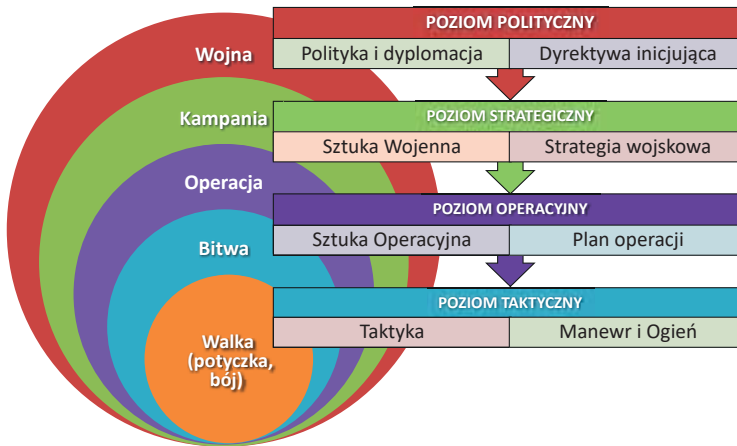 Wojna
Kampania
Operacja
Bitwa
Walka
(potyczka,
bój)
POZIOM POLITYCZNY
Polityka i dyplomacja
Dyrektywa inicjująca
POZIOM STRATEGICZNY
Sztuka Wojenna
Strategia wojskowa
POZIOM OPERACYJNY
Sztuka Operacyjna
Plan operacji
POZIOM TAKTYCZNY
Taktyka
Manewr i Ogień